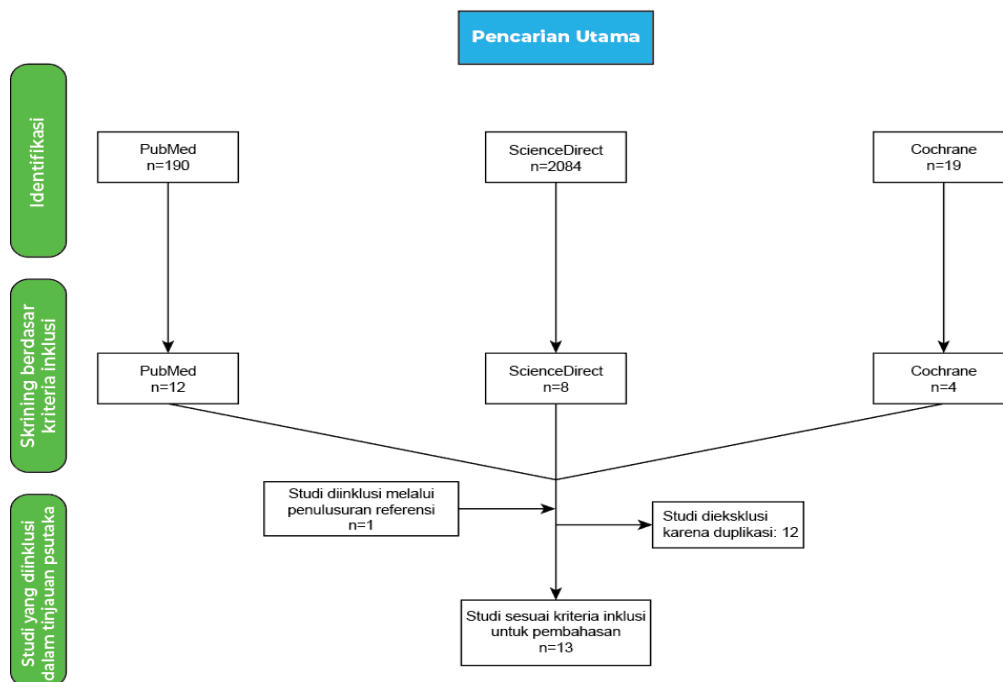 Pencarian Utama
Identifikasi
PubMed
n=190
ScienceDirect
n=2084
Cochrane
n=19
Skrining berdasar
kriteria inklusi
PubMed
n=12
ScienceDirect
n=8
Cochrane
n=4
Studi yang diinklusi
dalam tinjauan psutaka
Studi diinklusi melalui
penulusuran referensi
n=1
Studi dieksklusi
karena duplikasi: 12
Studi sesuai kriteria inklusi
untuk pembahasan
n=13